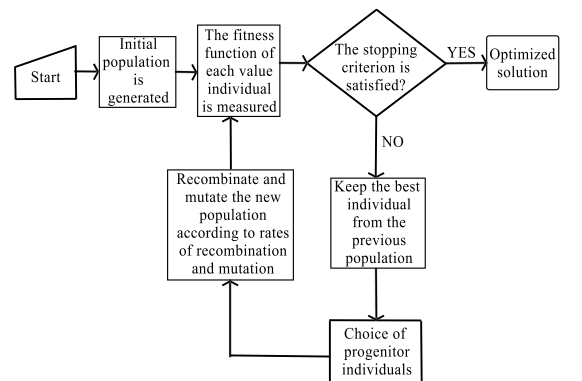 Start
Initial
population
is
generated
The
fitness
function of
each value
individual
is measured
The stopping
criterion is
satisfied?
YES
Optimized
solution
NO
Keep the best
individual
from the
previous
population
Choice of
progenitor
individuals
Recombinate and
mutate the new
population
according to rates
of recombination
and mutation